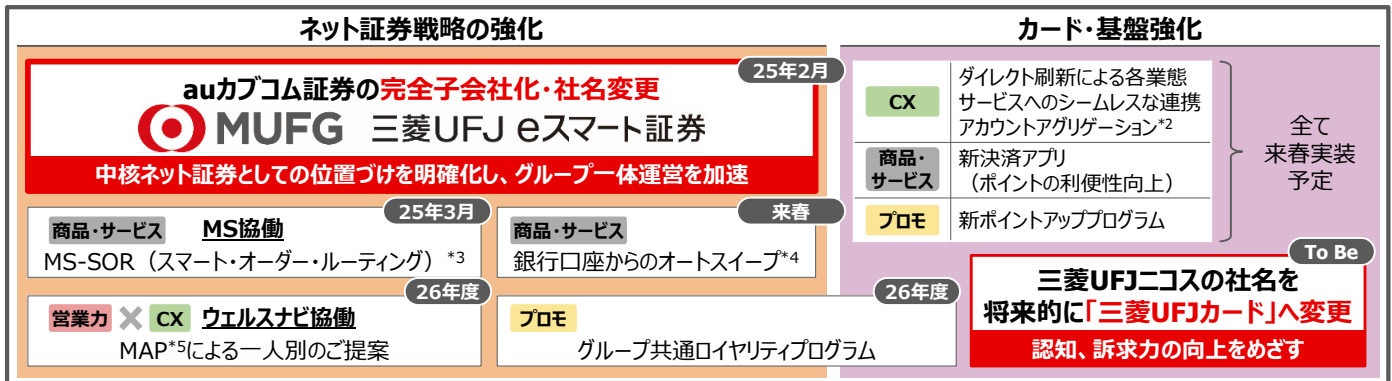 ネット証券戦略の強化
25年2月
auカブコム証券の完全子会社化・社名変更
MUFG 三菱UFJ eスマート証券
中核ネット証券としての位置づけを明確化し、グループ一体運営を加速
25年3月
商品・サービス MS協働
MS-SOR（スマート・オーダー・ルーティング）*3
来春
商品・サービス
銀行口座からのオートスイープ*4
26年度
営業力 × CX ウェルスナビ協働
MAP*5による一人別のご提案
26年度
プロモ
グループ共通ロイヤリティプログラム
カード・基盤強化
CX
ダイレクト刷新による各業態
サービスへのシームレスな連携
アカウントアグリゲーション*2
商品・
サービス
新決済アプリ
（ポイントの利便性向上）
プロモ 新ポイントアッププログラム
全て
来春実装
予定
To Be
三菱UFJニコスの社名を
将来的に「三菱UFJカード」へ変更
認知、訴求力の向上をめざす